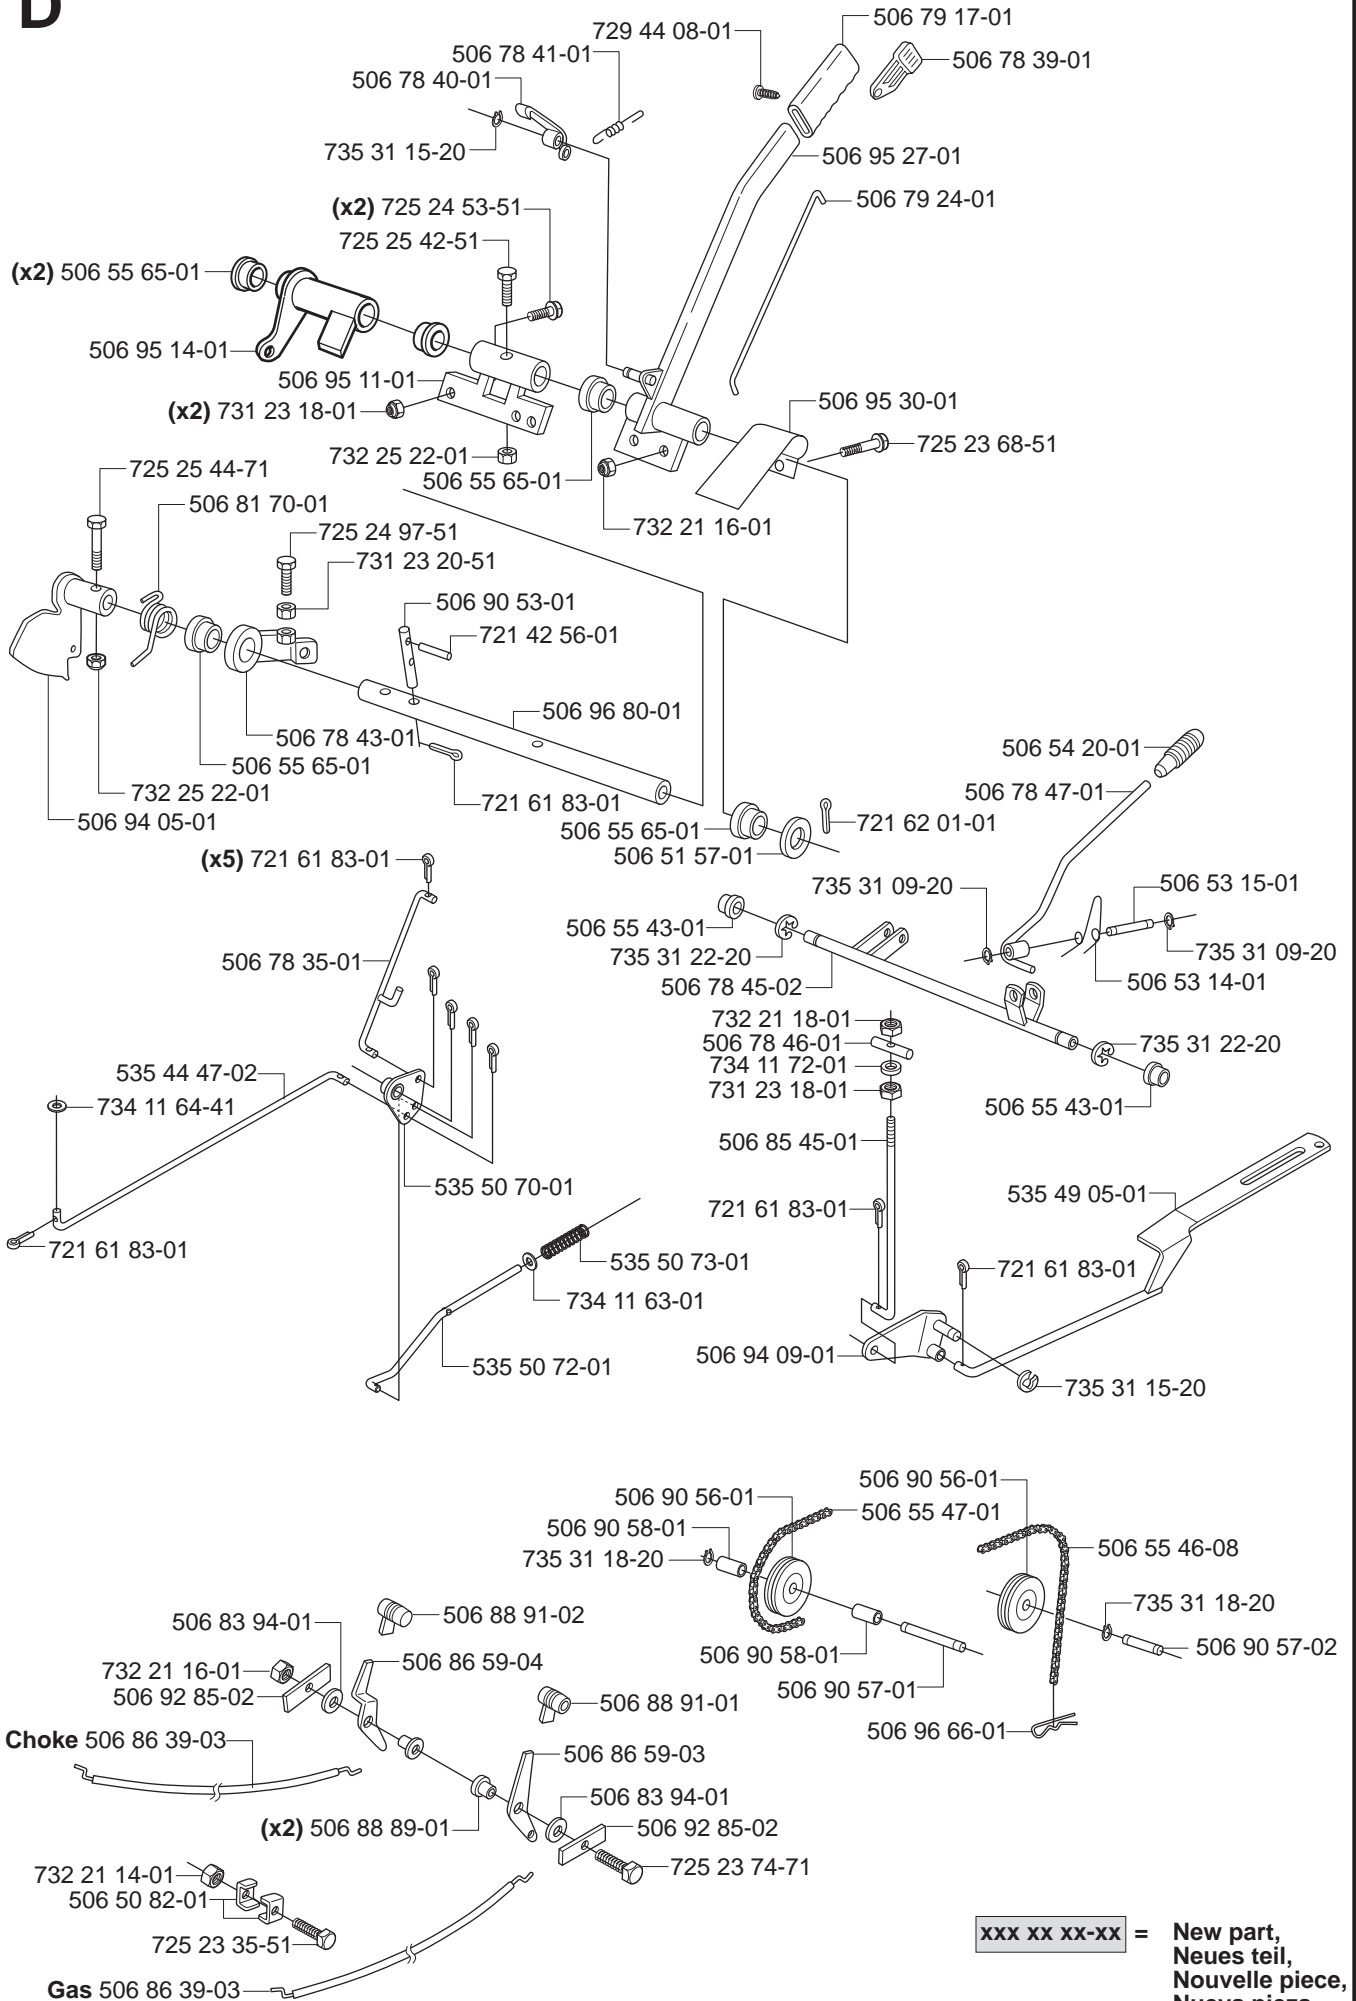 D
506 79 17-01
729 44 08-01
506 78 41-01
506 78 39-01
506 78 40-01
735 31 15-20
506 95 27-01
506 79 24-01
(x2) 725 24 53-51
725 25 42-51
(x2) 506 55 65-01
506 95 14-01
506 95 11-01
506 95 30-01
(x2) 731 23 18-01
725 23 68-51
732 25 22-01
506 55 65-01
725 25 44-71
506 81 70-01
732 21 16-01
725 24 97-51
731 23 20-51
506 90 53-01
721 42 56-01
506 96 80-01
506 78 43-01
506 55 65-01
506 54 20-01
732 25 22-01
721 61 83-01
506 78 47-01
506 94 05-01
506 55 65-01
721 62 01-01
506 51 57-01
(x5) 721 61 83-01
735 31 09-20
506 53 15-01
506 55 43-01
735 31 22-20
735 31 09-20
506 78 35-01
506 53 14-01
506 78 45-02
732 21 18-01
506 78 46-01
735 31 22-20
734 11 72-01
535 44 47-02
731 23 18-01
734 11 64-41
506 55 43-01
506 85 45-01
535 50 70-01
535 49 05-01
721 61 83-01
721 61 83-01
535 50 73-01
721 61 83-01
734 11 63-01
506 94 09-01
535 50 72-01
735 31 15-20
506 90 56-01
506 90 56-01
506 55 47-01
506 90 58-01
506 55 46-08
735 31 18-20
735 31 18-20
506 88 91-02
506 83 94-01
506 90 57-02
506 90 58-01
506 86 59-04
732 21 16-01
506 90 57-01
506 92 85-02
506 88 91-01
506 96 66-01
Choke 506 86 39-03
506 86 59-03
506 83 94-01
(x2) 506 88 89-01
506 92 85-02
725 23 74-71
732 21 14-01
506 50 82-01
725 23 35-51
xxx xx xx-xx = New part,
Neues teil,
Nouvelle piece,
Gas 506 86 39-03